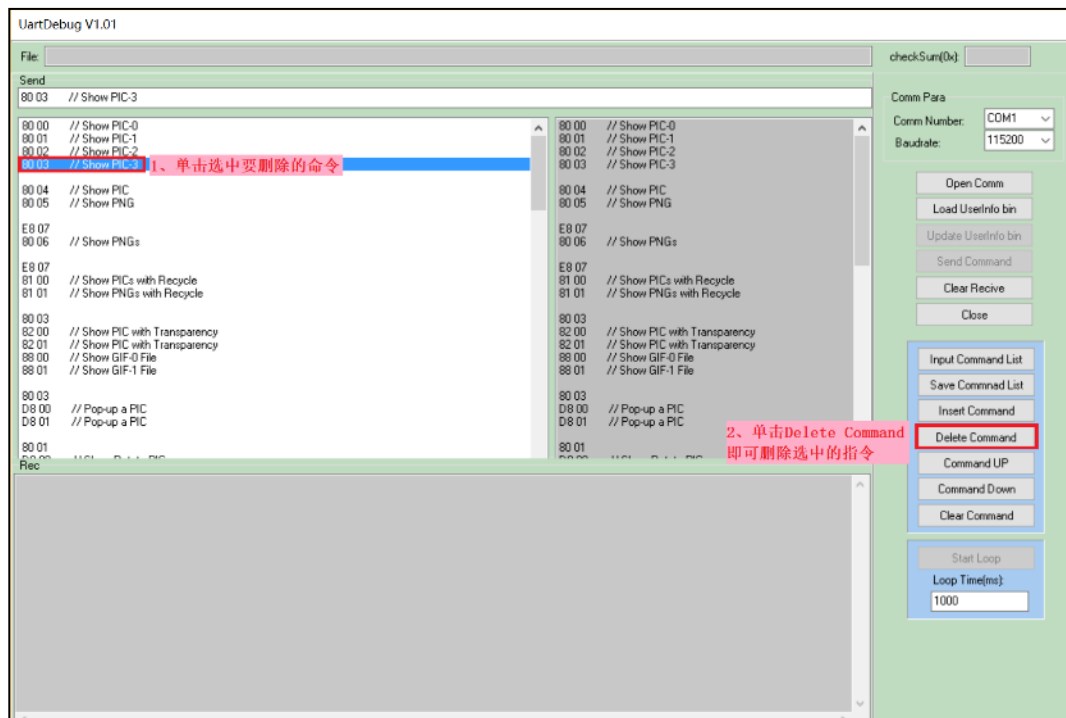 UartDebug V1.01
File:
checkSum(0x):
Send
80 03 // Show PIC-3
80 00 // Show PIC-0
80 01 // Show PIC-1
80 02 // Show PIC-2
80 03 // Show PIC-3
1、单击选中要删除的命令
80 04 // Show PIC
80 05 // Show PNG
E8 07
80 06 // Show PNGs
E8 07
81 00 // Show PICs with Recycle
81 01 // Show PNGs with Recycle
80 03
82 00 // Show PIC with Transparency
82 01 // Show PIC with Transparency
88 00 // Show GIF-0 File
88 01 // Show GIF-1 File
80 03
D8 00 // Pop-up a PIC
D8 01 // Pop-up a PIC
80 01
80 00 // Show PIC-0
80 01 // Show PIC-1
80 02 // Show PIC-2
80 03 // Show PIC-3
80 04 // Show PIC
80 05 // Show PNG
E8 07
80 06 // Show PNGs
E8 07
81 00 // Show PICs with Recycle
81 01 // Show PNGs with Recycle
80 03
82 00 // Show PIC with Transparency
82 01 // Show PIC with Transparency
88 00 // Show GIF-0 File
88 01 // Show GIF-1 File
80 03
D8 00 // Pop-up a PIC
D8 01 // Pop-up a PIC
80 01
2、单击Delete Command
即可删除选中的指令
Rec
Comm Para
Comm Number: COM1
Baudrate: 115200
Open Comm
Load UserInfo bin
Update UserInfo bin
Send Command
Clear Recive
Close
Input Command List
Save Commnad List
Insert Command
Delete Command
Command UP
Command Down
Clear Command
Start Loop
Loop Time(ms):
1000